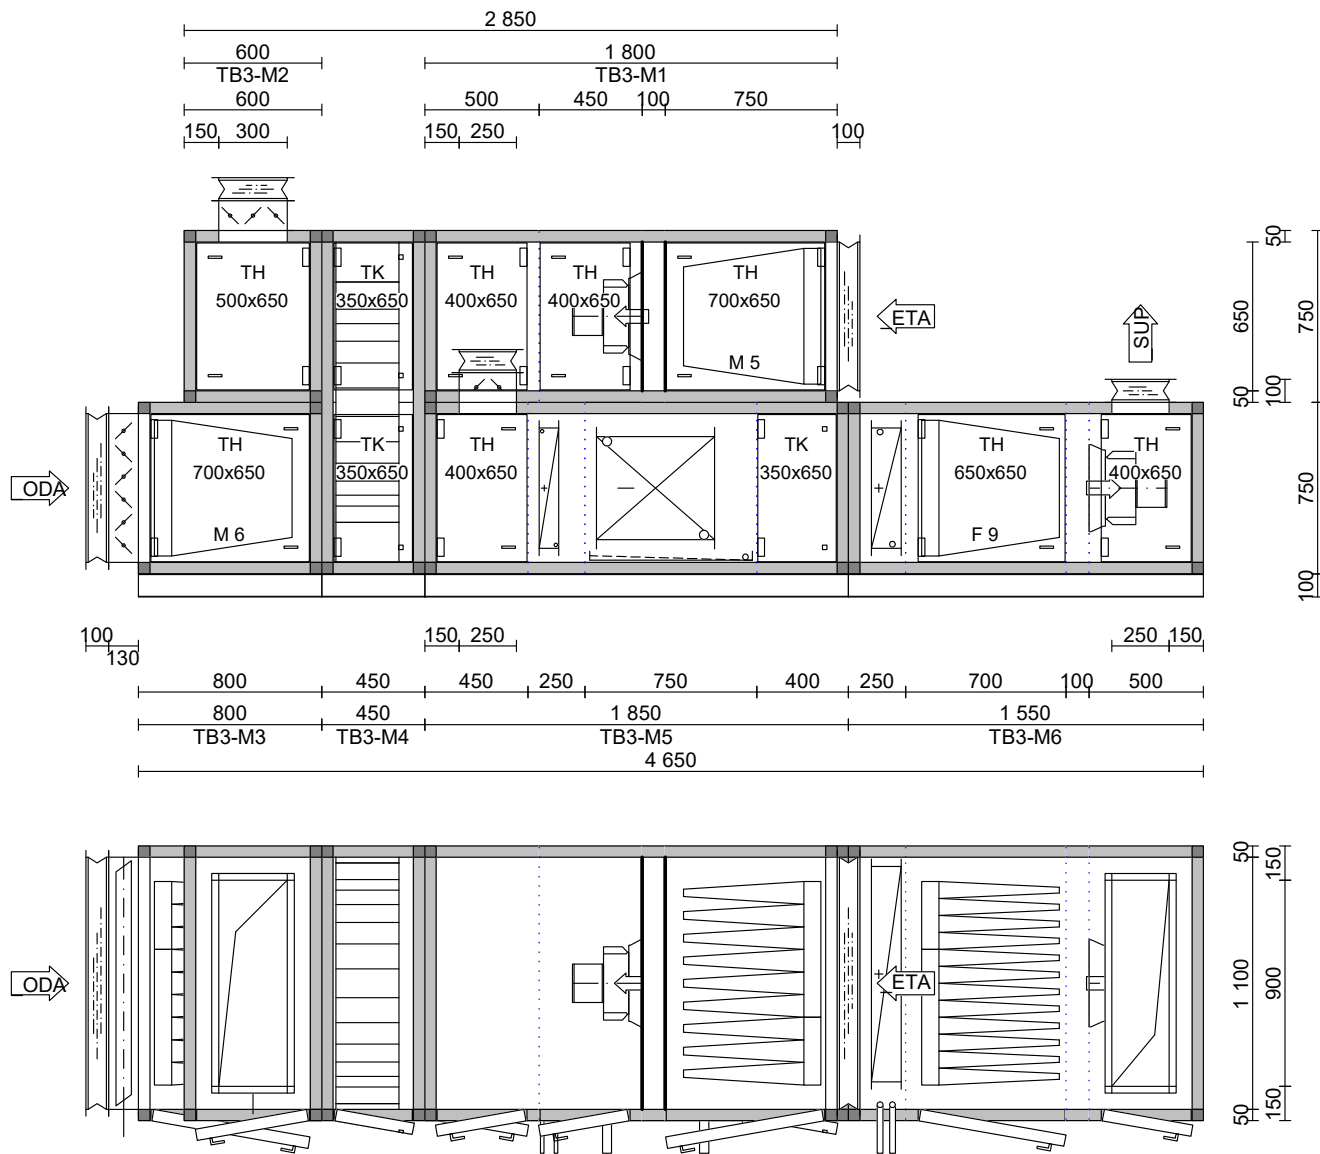 2 850
600
1 800
TB3-M2
TB3-M1
600
500
450
100
750
150
300
150
250
100
50
TH
TK
TH
TH
TH
500x650
350x650
400x650
400x650
700x650
650
750
ETA
SUP
M 5
50
100
TH
TK
TH
TK
TH
TH
700x650
350x650
400x650
350x650
650x650
400x650
ODA
750
M 6
F 9
100
100
130
150
250
250
150
800
450
450
250
750
400
250
700
100
500
800
450
1 850
1 550
TB3-M3
TB3-M4
TB3-M5
TB3-M6
4 650
50
150
ODA
ETA
1 100
900
50
150